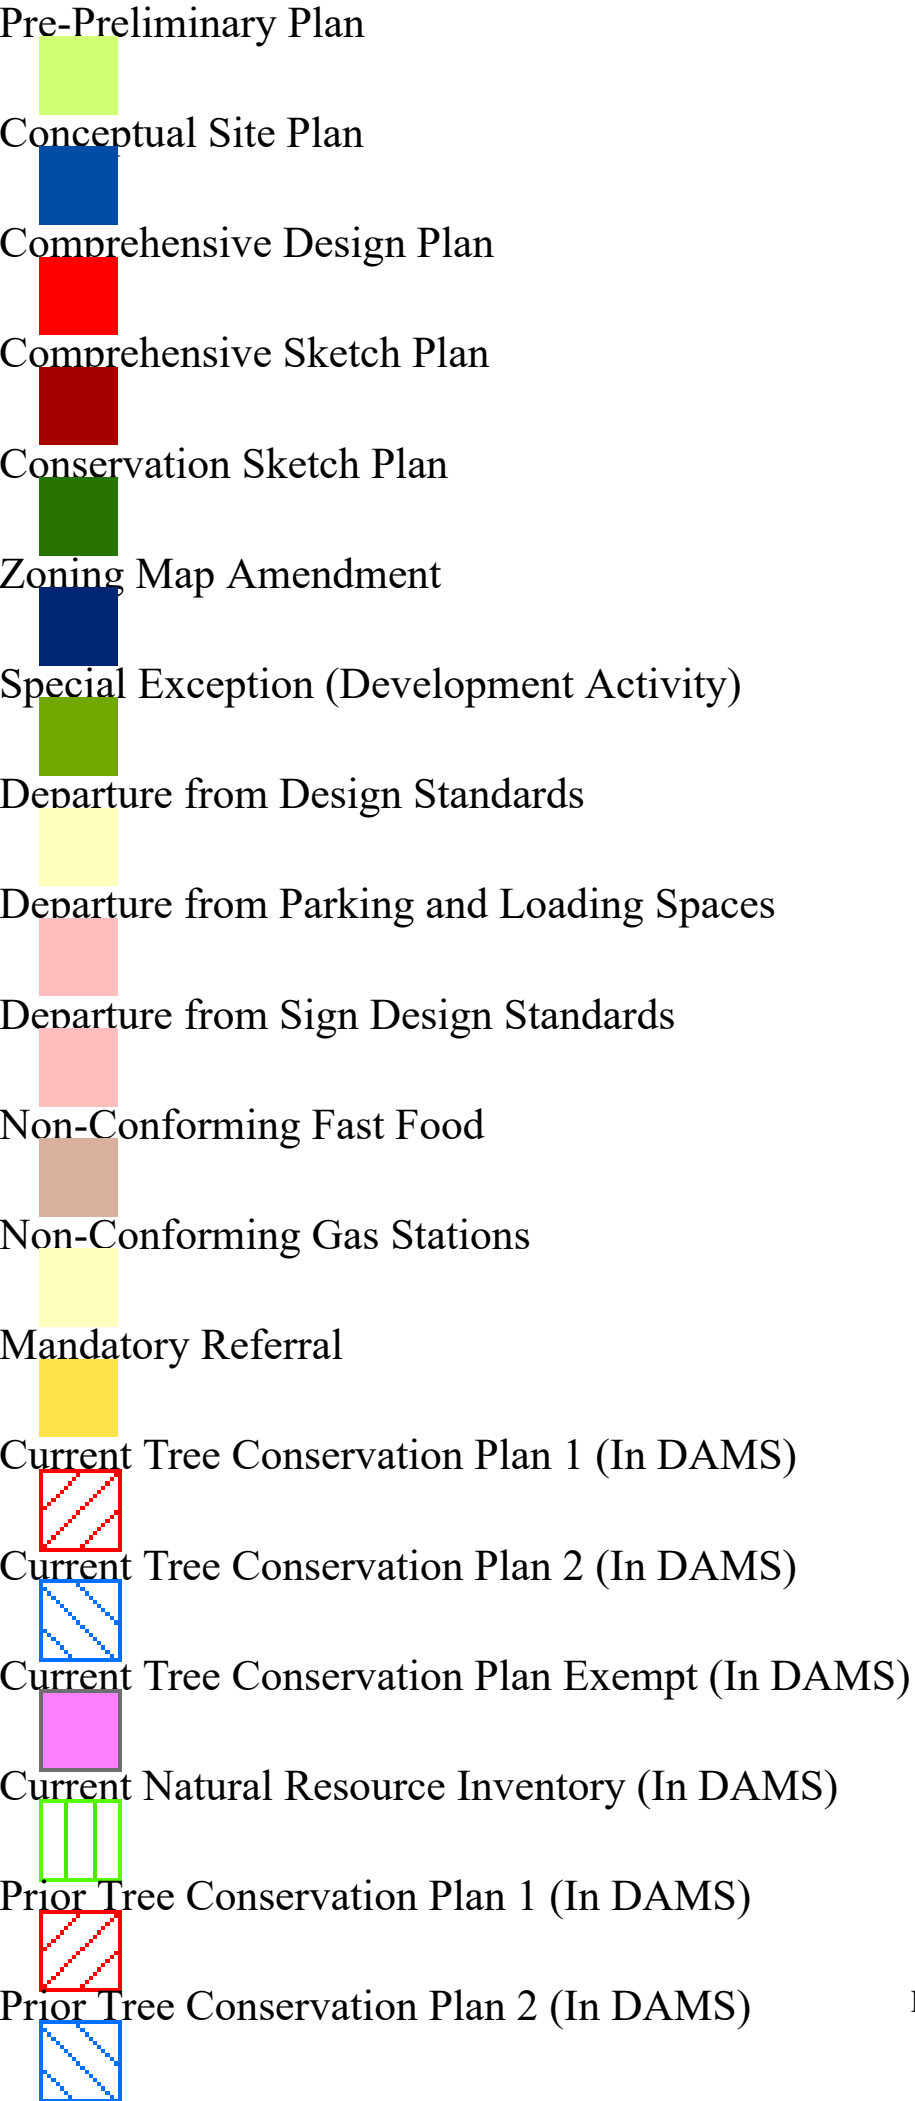 Pre-Preliminary Plan
Conceptual Site Plan
Comprehensive Design Plan
Comprehensive Sketch Plan
Conservation Sketch Plan
Zoning Map Amendment
Special Exception (Development Activity)
Departure from Design Standards
Departure from Parking and Loading Spaces
Departure from Sign Design Standards
Non-Conforming Fast Food
Non-Conforming Gas Stations
Mandatory Referral
Current Tree Conservation Plan 1 (In DAMS)
Current Tree Conservation Plan 2 (In DAMS)
Current Tree Conservation Plan Exempt (In DAMS)
Current Natural Resource Inventory (In DAMS)
Prior Tree Conservation Plan 1 (In DAMS)
Prior Tree Conservation Plan 2 (In DAMS)